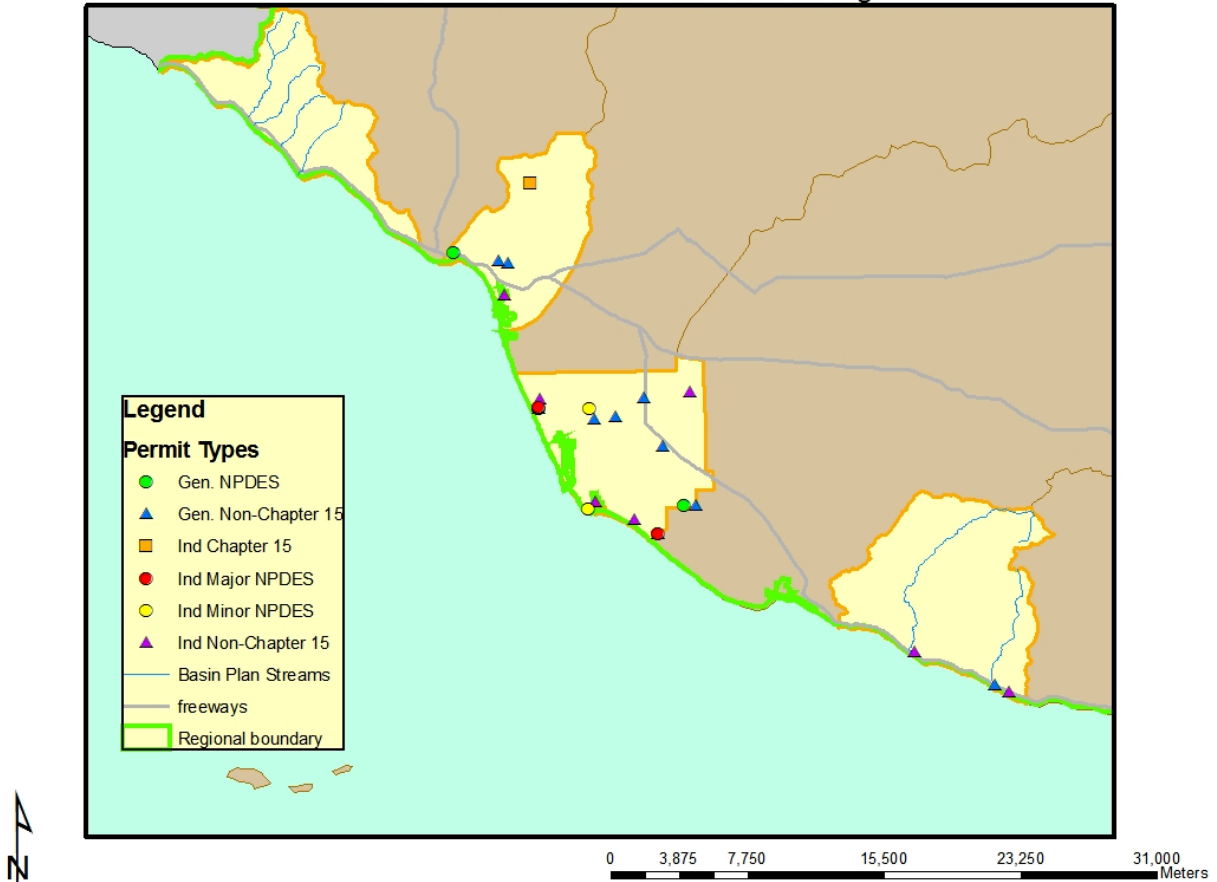 Legend
Permit Types
Gen. NPDES
Gen. Non-Chapter 15
Ind Chapter 15
Ind Major NPDES
Ind Minor NPDES
Ind Non-Chapter 15
Basin Plan Streams
freeways
Regional boundary
N
0 3,875 7,750 15,500 23,250 31,000
Meters